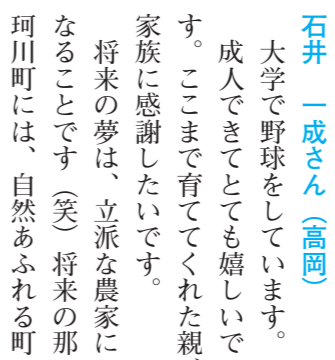 石井　一成さん（高岡）
　大学で野球をしています。
　成人できてとても嬉しいで
す。ここまで育ててくれた親
家族に感謝したいです。
　将来の夢は、立派な農家に
なることです（笑）将来の那
珂川町には、自然あふれる町